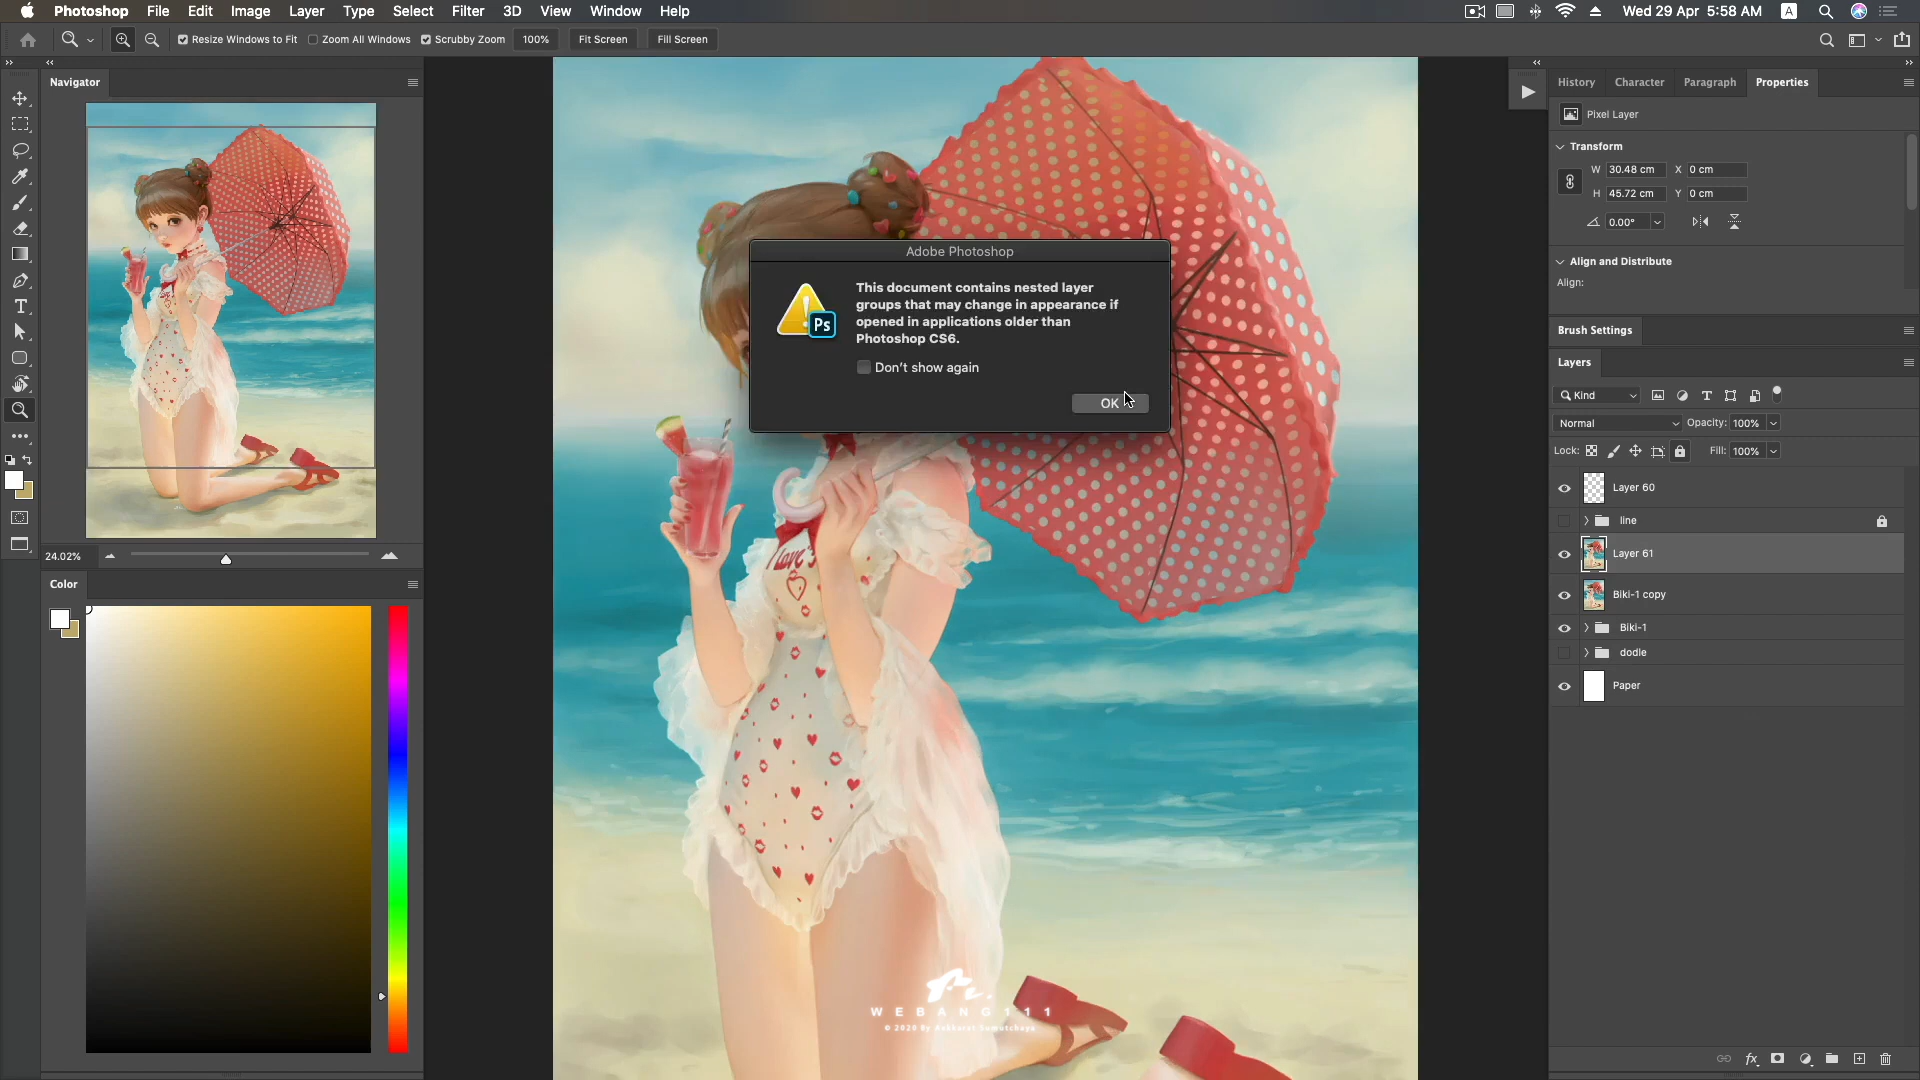 Photoshop File Edit Image Layer Type Select Filter 3D View Window Help
Wed 29 Apr 5:58 AM A
Resize Windows to Fit Zoom All Windows Scrubby Zoom 100% Fit Screen Fill Screen
Navigator
24.02%
Color
Adobe Photoshop
This document contains nested layer
groups that may change in appearance if
opened in applications older than
Photoshop CS6.
Ps
Don't show again
OK
I Love
WEBANG111
© 2020 By
History Character Paragraph Properties
Pixel Layer
Transform
W 30.48 cm X 0 cm
H 45.72 cm Y 0 cm
0.00°
Align and Distribute
Align:
Brush Settings
Layers
Kind
Normal Opacity: 100%
Lock: Fill: 100%
Layer 60
line
Layer 61
Biki-1 copy
Biki-1
dodle
Paper
fx